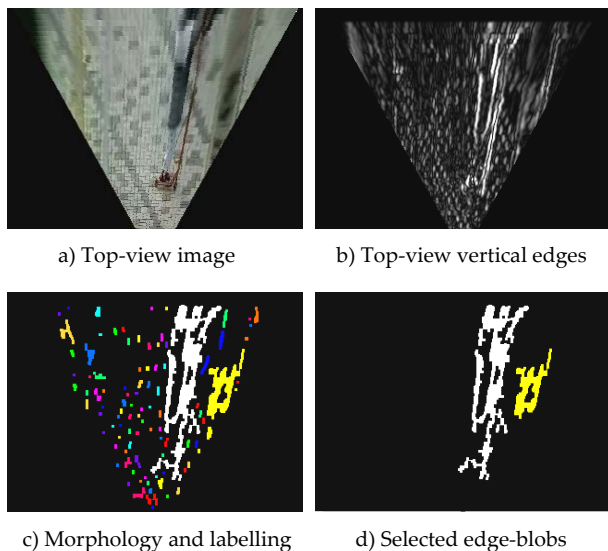 a) Top-view image
b) Top-view vertical edges
c) Morphology and labelling
d) Selected edge-blobs